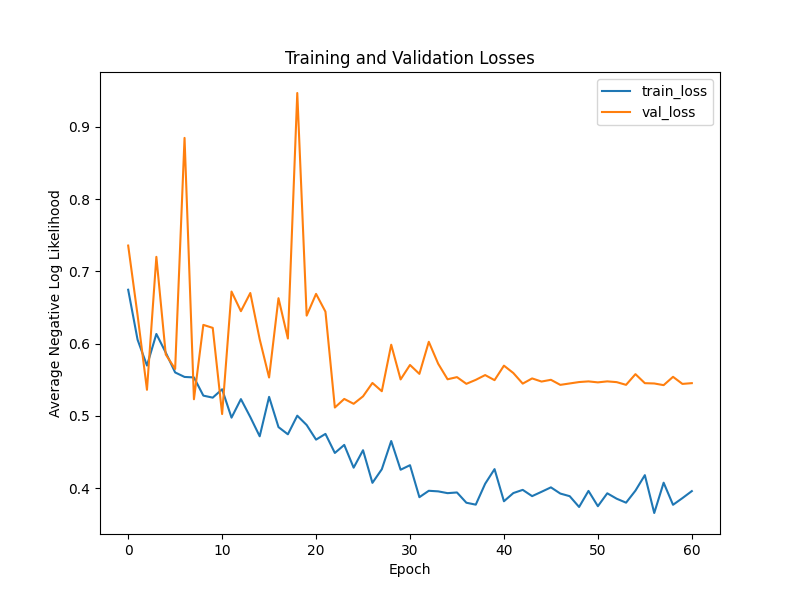 Training and Validation Losses
train_loss
val_loss
Average Negative Log Likelihood
0.9
0.8
0.7
0.6
0.5
0.4
0 10 20 30 40 50 60
Epoch